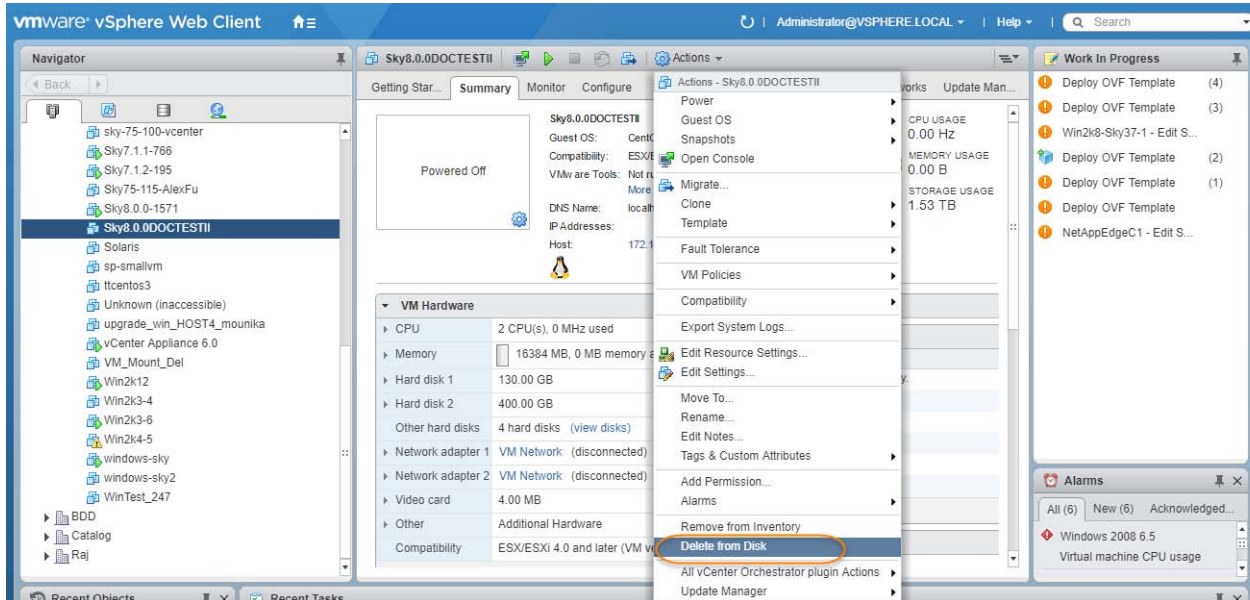 vmware® vSphere Web Client
Administrator@VSPHERE.LOCAL | Help | Search
Navigator
Back
sky-75-100-vcenter
Sky7.1.1-766
Sky7.1.2-195
Sky75-115-AlexFu
Sky8.0.0-1571
Sky8.0.0DOCTESTII
Solaris
sp-smallvm
ttcentos3
Unknown (inaccessible)
upgrade_win_HOST4_mounika
vCenter Appliance 6.0
VM_Mount_Del
Win2k12
Win2k3-4
Win2k3-6
Win2k4-5
windows-sky
windows-sky2
WinTest_247
BDD
Catalog
Raj
Sky8.0.0DOCTESTII Actions
Getting Star... Summary Monitor Configure
Update Man...
Powered Off
Sky8.0.0DOCTESTII
Guest OS:
Compatibility:
VMware Tools:
More
DNS Name:
IP Addresses:
Host: 172.1
CPU USAGE
0.00 Hz
MEMORY USAGE
0.00 B
STORAGE USAGE
1.53 TB
VM Hardware
CPU 2 CPU(s), 0 MHz used
Memory 16384 MB, 0 MB memory
Hard disk 1 130.00 GB
Hard disk 2 400.00 GB
Other hard disks 4 hard disks (view disks)
Network adapter 1 VM Network (disconnected)
Network adapter 2 VM Network (disconnected)
Video card 4.00 MB
Other Additional Hardware
Compatibility ESX/ESXi 4.0 and later (VM
Actions - Sky8.0.0DOCTESTII
Power
Guest OS
Snapshots
Open Console
Migrate...
Clone
Template
Fault Tolerance
VM Policies
Compatibility
Export System Logs...
Edit Resource Settings...
Edit Settings...
Move To...
Rename...
Edit Notes...
Tags & Custom Attributes
Add Permission...
Alarms
Remove from Inventory
Delete from Disk
All vCenter Orchestrator plugin Actions
Update Manager
Work In Progress
Deploy OVF Template (4)
Deploy OVF Template (3)
Win2k8-Sky37-1 - Edit S...
Deploy OVF Template (2)
Deploy OVF Template (1)
Deploy OVF Template
NetAppEdgeC1 - Edit S...
Alarms
All (6) New (6) Acknowledged...
Windows 2008 6.5
Virtual machine CPU usage
Recent Objects
Recent Tasks